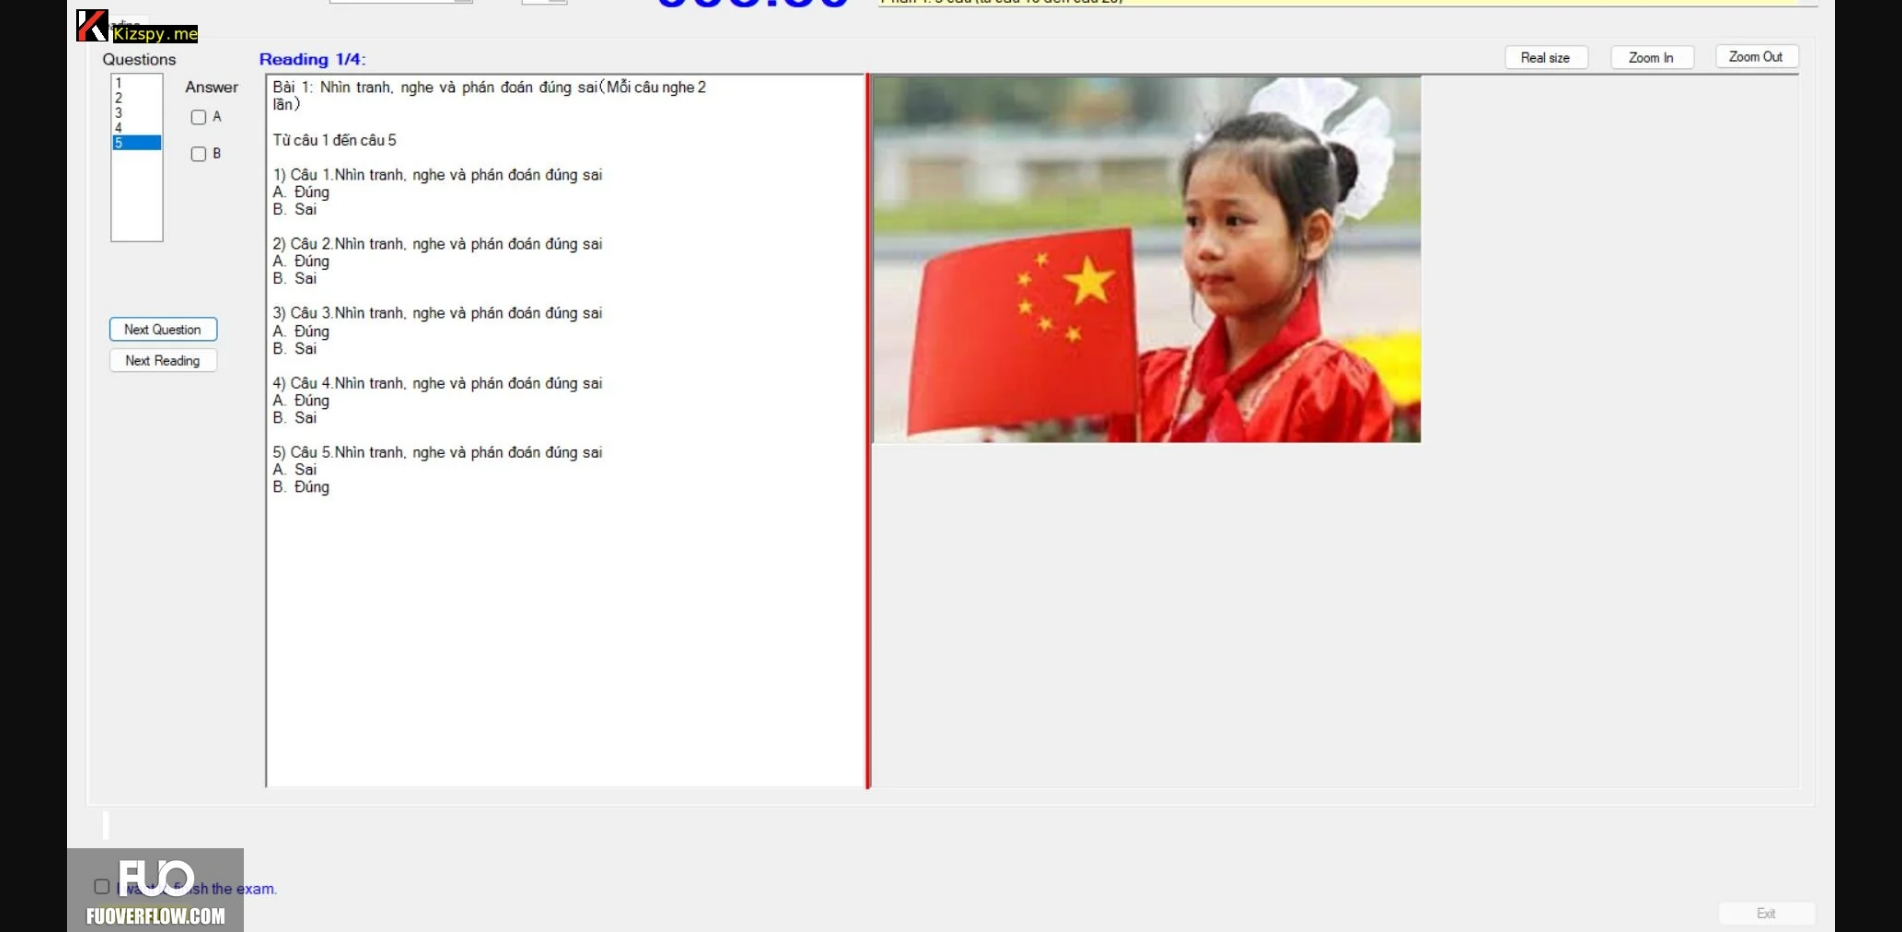 Kizspy.me
Questions
Reading 1/4:
Real size
Zoom In
Zoom Out
1
2
3
4
5
Answer
A
B
Next Question
Next Reading
Bài 1: Nhìn tranh, nghe và phán đoán đúng sai(Mỗi câu nghe 2
lần)
Từ câu 1 đến câu 5
1) Câu 1.Nhìn tranh, nghe và phán đoán đúng sai
A. Đúng
B. Sai
2) Câu 2.Nhìn tranh, nghe và phán đoán đúng sai
A. Đúng
B. Sai
3) Câu 3.Nhìn tranh, nghe và phán đoán đúng sai
A. Đúng
B. Sai
4) Câu 4.Nhìn tranh, nghe và phán đoán đúng sai
A. Đúng
B. Sai
5) Câu 5.Nhìn tranh, nghe và phán đoán đúng sai
A. Sai
B. Đúng
FUO
I want to finish the exam.
FUOVERFLOW.COM
Exit